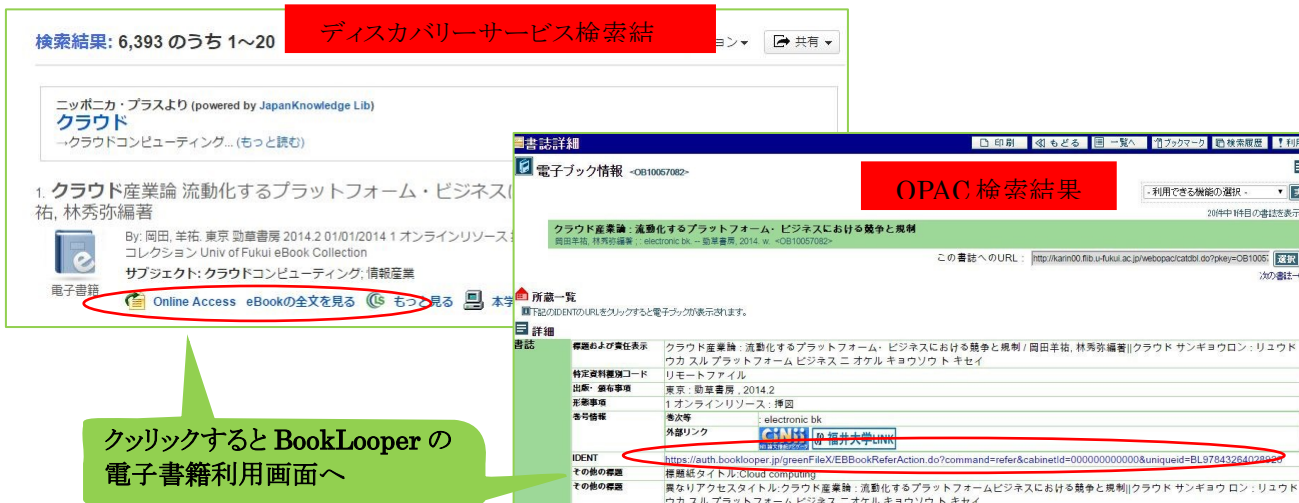 ディスカバリーサービス検索結
検索結果: 6,393 のうち 1～20
ョン
共有
ニッポニカ・プラスより (powered by JapanKnowledge Lib)
クラウド
→クラウドコンピューティング... (もっと読む)
1. クラウド産業論 流動化するプラットフォーム・ビジネスに
祐, 林秀弥編著
By: 岡田, 羊祐. 東京 勁草書房 2014.2 01/01/2014 1 オンラインリソース
コレクション Univ of Fukui eBook Collection
サブジェクト: クラウドコンピューティング; 情報産業
電子書籍
Online Access eBookの全文を見る もっと見る 本学
クッリックすると BookLooper の
電子書籍利用画面へ
書誌詳細
印刷 もどる 一覧へ ブックマーク 検索履歴 利用
電子ブック情報 <OB10057082>
OPAC 検索結果
- 利用できる機能の選択 -
20件中 1件目の書誌を表示
クラウド産業論 : 流動化するプラットフォーム・ビジネスにおける競争と規制
岡田羊祐, 林秀弥編著 ; : electronic bk. -- 勁草書房, 2014. w. <OB10057082>
この書誌へのURL : http://karin00.flib.u-fukui.ac.jp/webopac/catdbl.do?pkey=OB1005 選択
次の書誌→
所蔵一覧
下記のIDENTのURLをクリックすると電子ブックが表示されます。
詳細
書誌
標題および責任表示 クラウド産業論 : 流動化するプラットフォーム・ビジネスにおける競争と規制 / 岡田羊祐, 林秀弥編著||クラウド サンギョウロン : リュウド
ウカ スル プラットフォーム ビジネス ニ オケル キョウソウ ト キセイ
特定資料種別コード リモートファイル
出版・頒布事項 東京 : 勁草書房 , 2014.2
形態事項 1 オンラインリソース : 挿図
巻号情報 巻次等 : electronic bk
外部リンク CiNii 福井大学LINK
IDENT https://auth.booklooper.jp/greenFileX/EBBookReferAction.do?command=refer&cabinetId=000000000000&uniqueid=BL97843264028920
その他の標題 標題紙タイトル:Cloud computing
その他の標題 異なりアクセスタイトル:クラウド産業論 : 流動化するプラットフォームビジネスにおける競争と規制||クラウド サンギョウ ロン : リュウド
ウカ スル プラットフォーム ビジネス ニ オケル キョウソウ ト キセイ